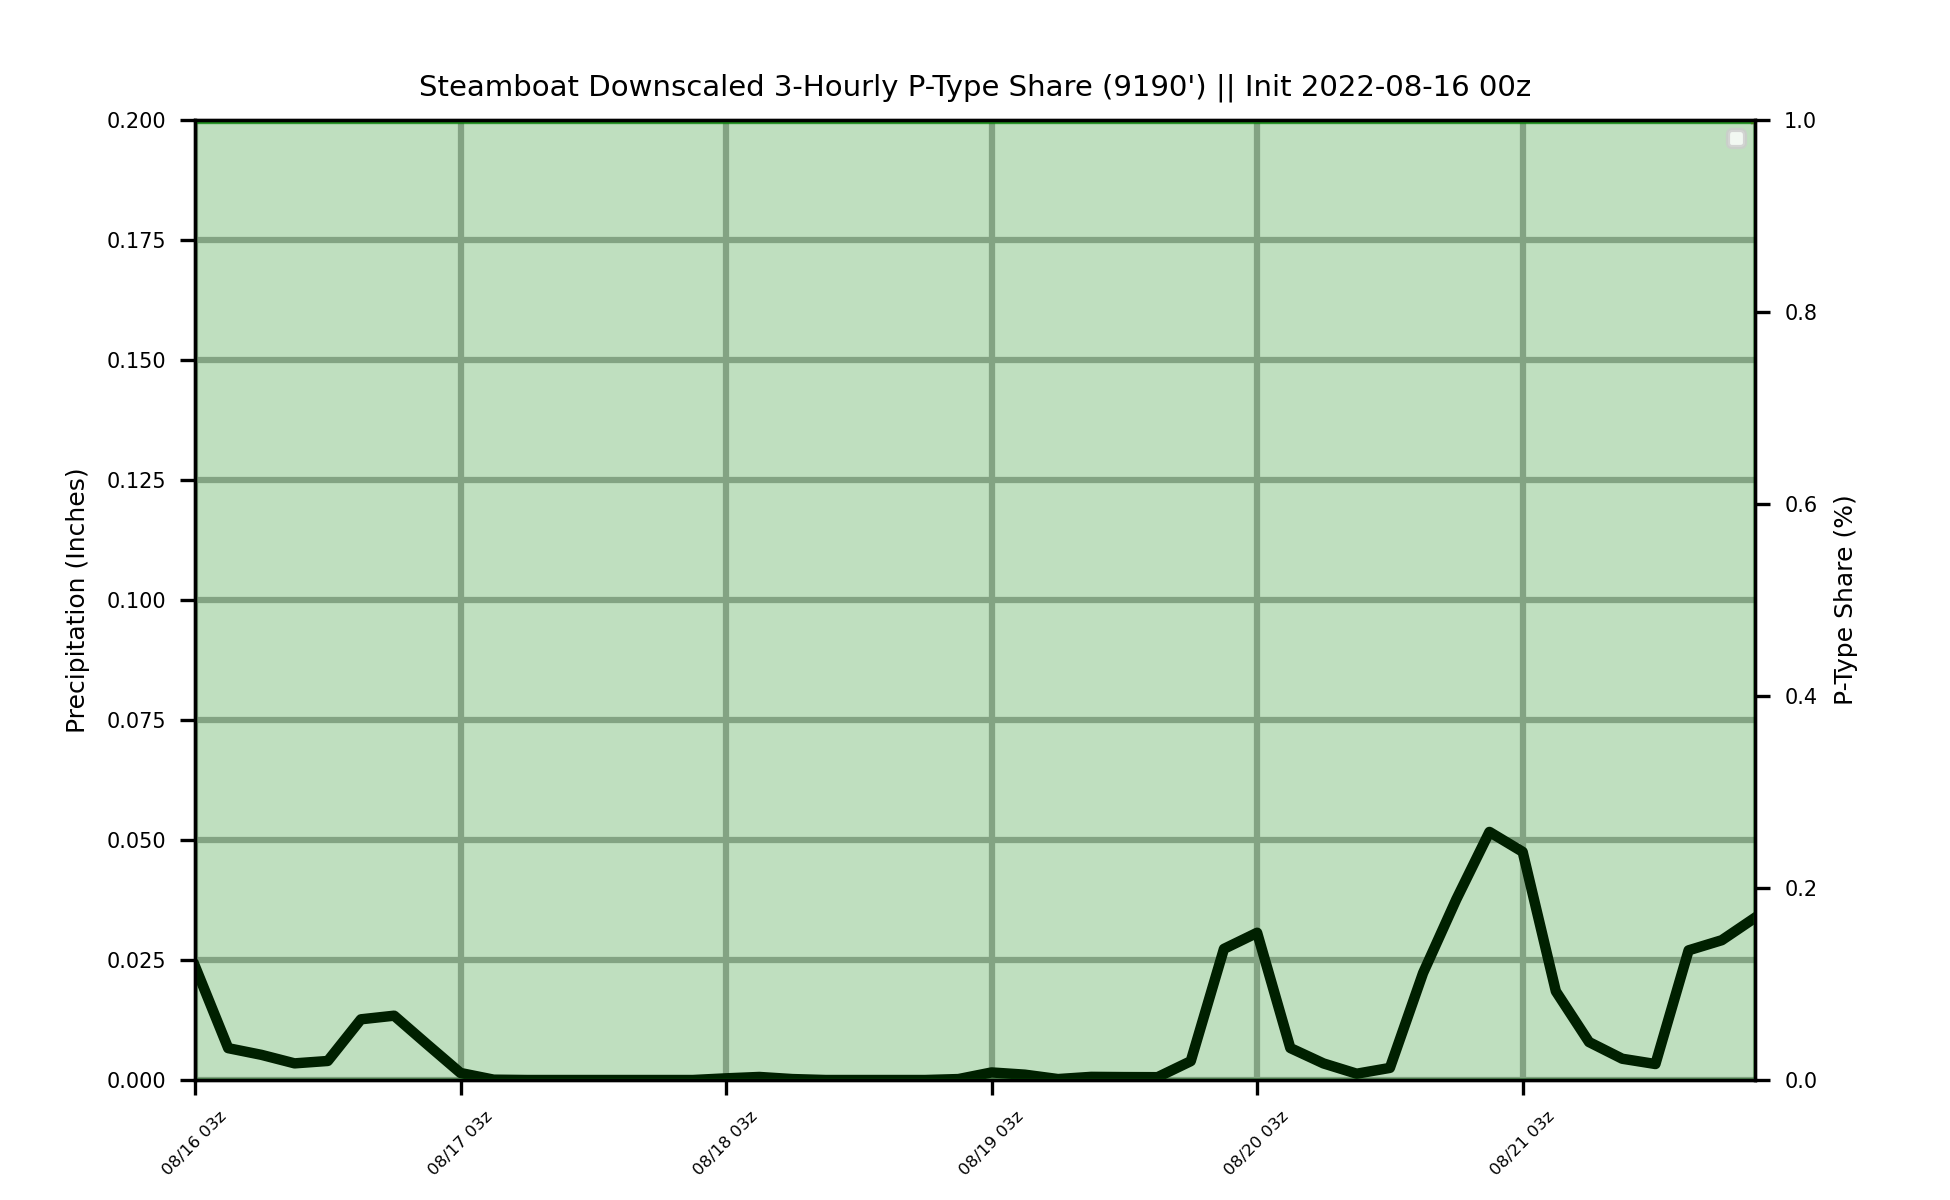 Steamboat Downscaled 3-Hourly P-Type Share (9190') || Init 2022-08-16 00z
0.200
0.175
0.150
0.125
0.100
0.075
0.050
0.025
0.000
Precipitation (Inches)
1.0
0.8
0.6
0.4
0.2
0.0
P-Type Share (%)
08/16 03z
08/17 03z
08/18 03z
08/19 03z
08/20 03z
08/21 03z